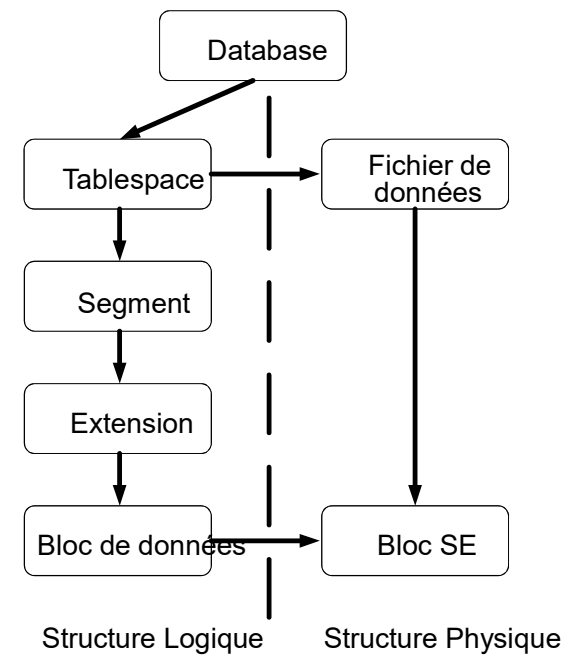 Database
Tablespace
Fichier de
données
Segment
Extension
Bloc de données
Bloc SE
Structure Logique
Structure Physique